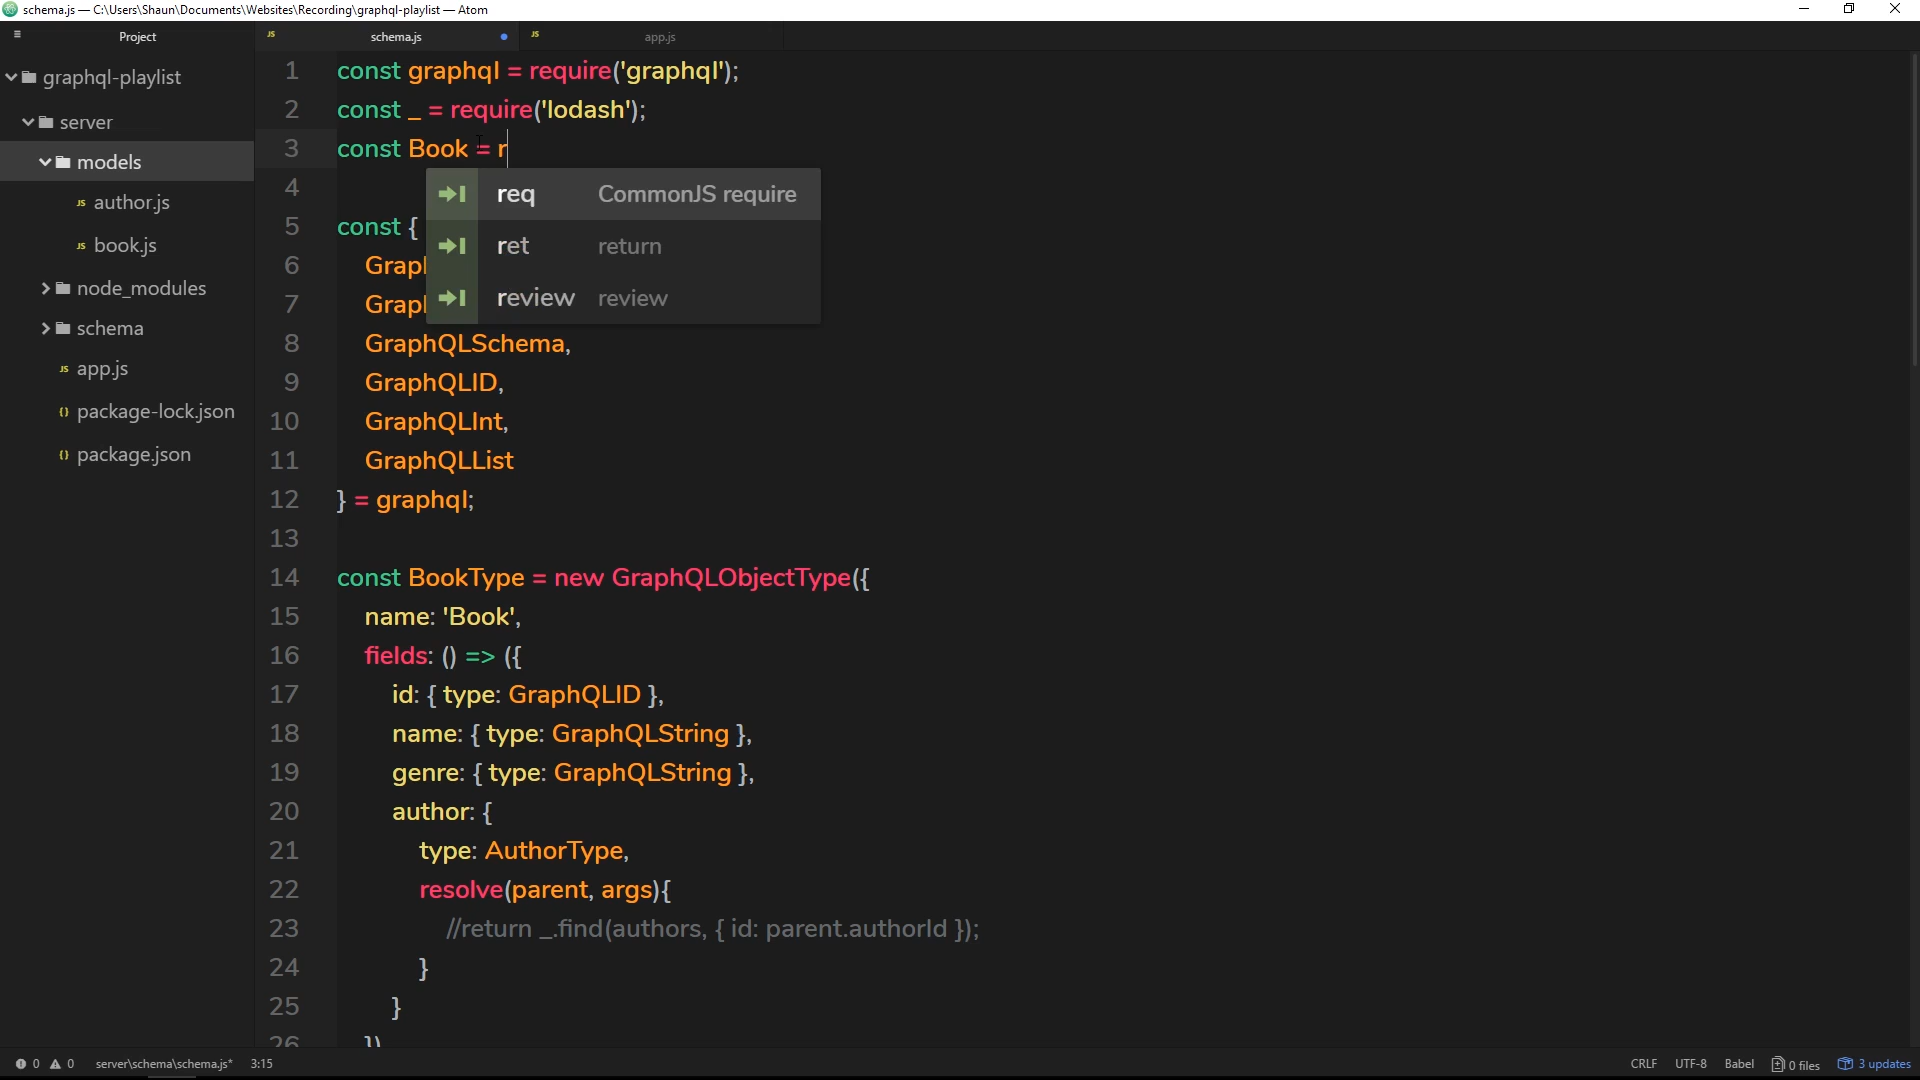 schema.js — C:\Users\Shaun\Documents\Websites\Recording\graphql-playlist — Atom
Project
schema.js
app.js
graphql-playlist
server
models
author.js
book.js
node_modules
schema
app.js
package-lock.json
package.json
1 const graphql = require('graphql');
2 const _ = require('lodash');
3 const Book = r
req CommonJS require
ret return
review review
4
5 const {
6 Grap
7 Grap
8 GraphQLSchema,
9 GraphQLID,
10 GraphQLInt,
11 GraphQLList
12 } = graphql;
13
14 const BookType = new GraphQLObjectType({
15 name: 'Book',
16 fields: () => ({
17 id: { type: GraphQLID },
18 name: { type: GraphQLString },
19 genre: { type: GraphQLString },
20 author: {
21 type: AuthorType,
22 resolve(parent, args){
23 //return _.find(authors, { id: parent.authorId });
24 }
25 }
26 })
0 0 server\schema\schema.js* 3:15
CRLF UTF-8 Babel 0 files 3 updates